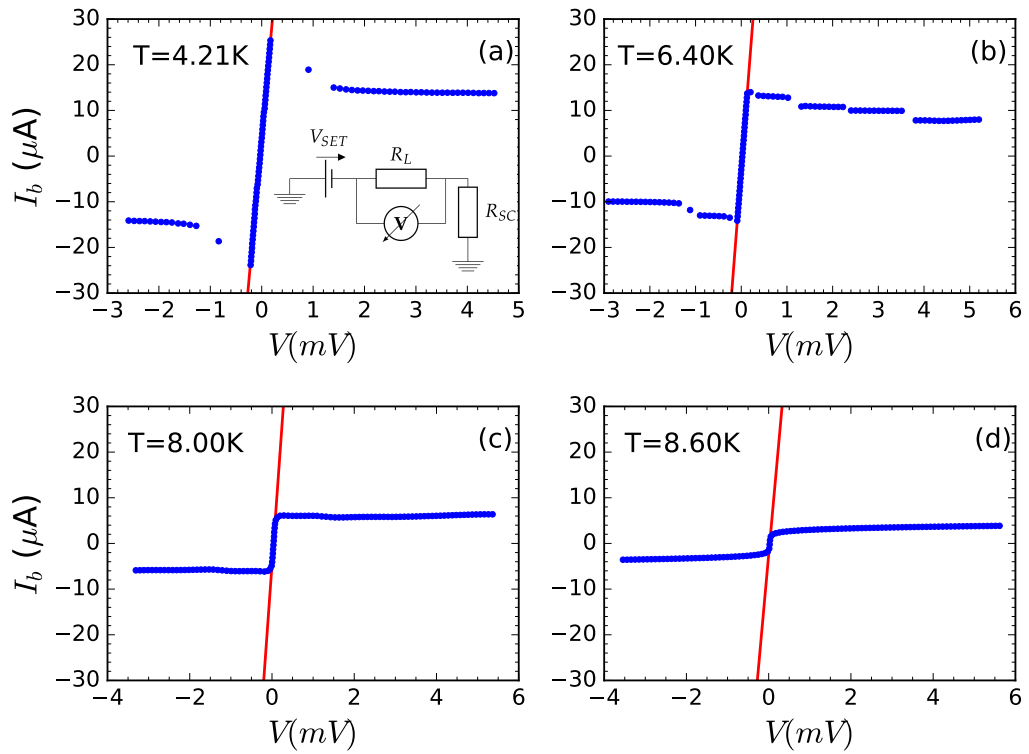 T=4.21K
(a)
30
20
10
0
−10
−20
−30
I_b (μA)
V_SET
R_L
V
R_SC
−3 −2 −1 0 1 2 3 4 5
V(mV)
T=6.40K
(b)
30
20
10
0
−10
−20
−30
−3 −2 −1 0 1 2 3 4 5 6
V(mV)
T=8.00K
(c)
30
20
10
0
−10
−20
−30
I_b (μA)
−4 −2 0 2 4 6
V(mV)
T=8.60K
(d)
30
20
10
0
−10
−20
−30
−4 −2 0 2 4 6
V(mV)